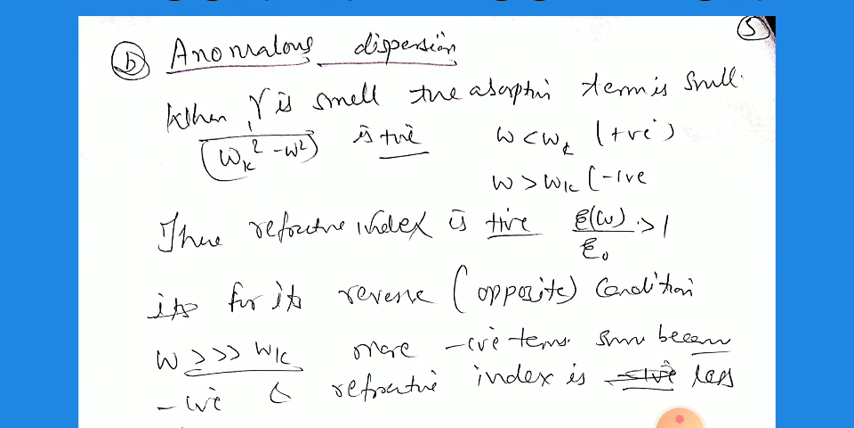 (5)
(b) Anomalous dispersion
When γ is small the absorption term is small.
(ωk² - ω²) is +ve ω < ωk (+ve)
ω > ωk (-ive
Then refractive index is +ive ε(ω)/ε₀ > 1
its for its reverse (opposite) Condition
ω >>> ωk more -ive terms. sum becom
-ive & refractive index is -ive less